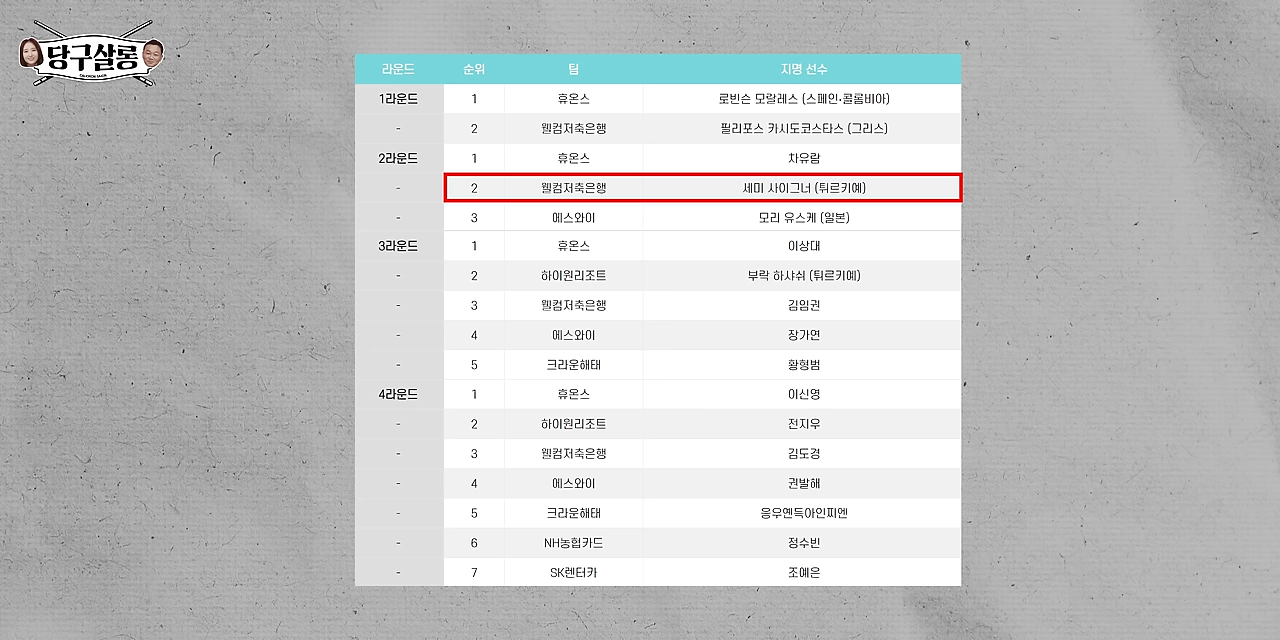 당구살롱
라운드 순위 팀 지명 선수
1라운드 1 휴온스 로빈슨 모랄레스 (스페인·콜롬비아)
- 2 웰컴저축은행 필리포스 카시도코스타스 (그리스)
2라운드 1 휴온스 차유람
- 2 웰컴저축은행 세미 사이그너 (튀르키예)
- 3 에스와이 모리 유스케 (일본)
3라운드 1 휴온스 이상대
- 2 하이원리조트 부락 하샤쉬 (튀르키예)
- 3 웰컴저축은행 김임권
- 4 에스와이 장가연
- 5 크라운해태 황형범
4라운드 1 휴온스 이신영
- 2 하이원리조트 전지우
- 3 웰컴저축은행 김도경
- 4 에스와이 권발해
- 5 크라운해태 응우옌득아인찌엔
- 6 NH농협카드 정수빈
- 7 SK렌터카 조예은